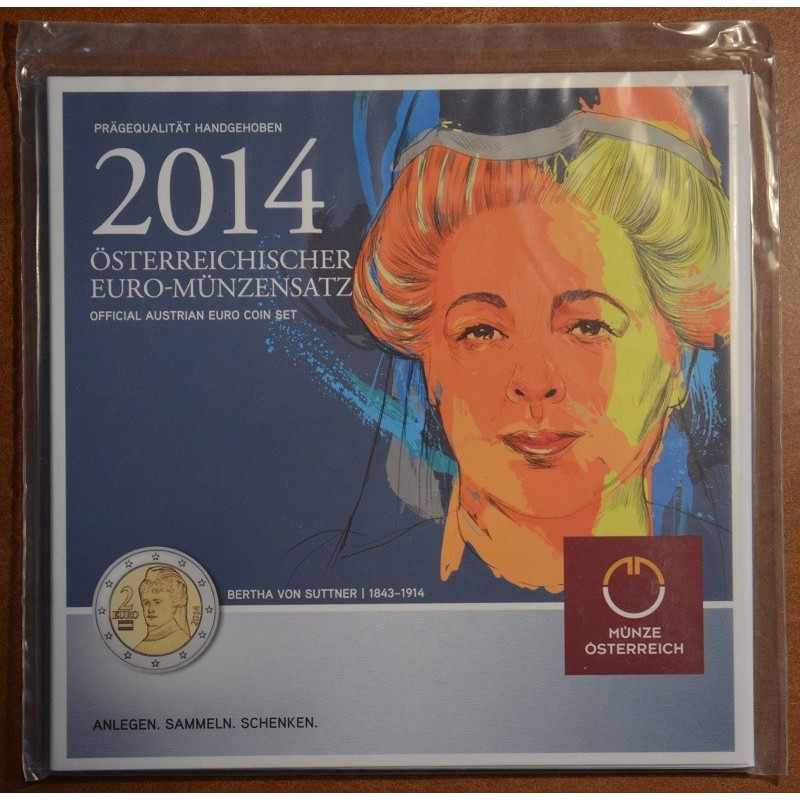 PRÄGEQUALITÄT HANDGEHOBEN
2014
ÖSTERREICHISCHER
EURO-MÜNZENSATZ
OFFICIAL AUSTRIAN EURO COIN SET
2
EURO
2014
BERTHA VON SUTTNER | 1843–1914
MÜNZE
ÖSTERREICH
ANLEGEN. SAMMELN. SCHENKEN.